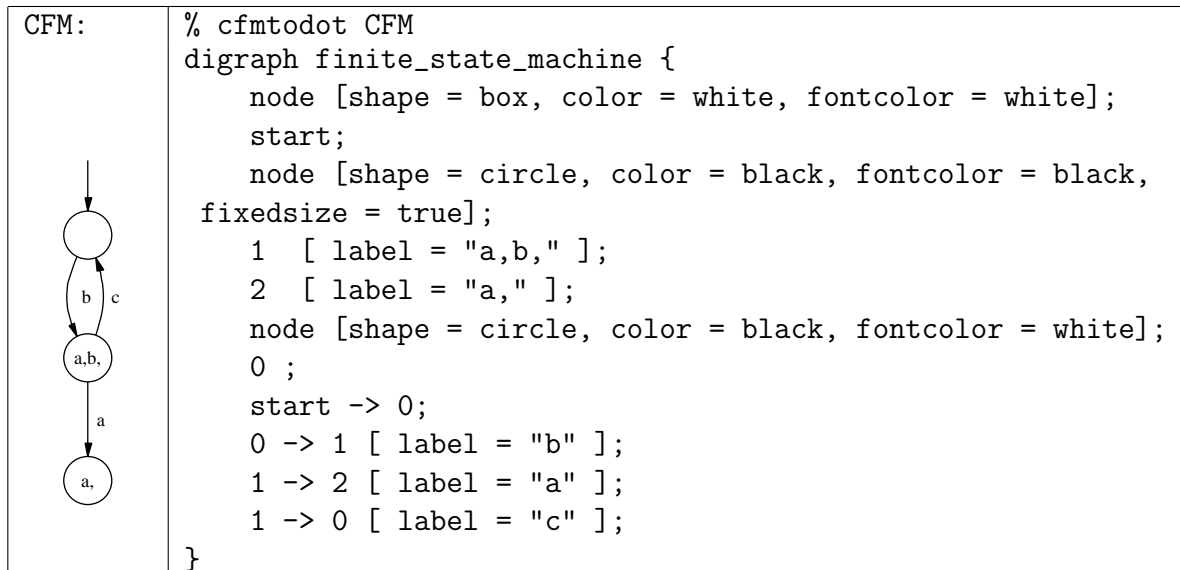 CFM:
b
c
a,b,
a
a,
% cfmtodot CFM
digraph finite_state_machine {
node [shape = box, color = white, fontcolor = white];
start;
node [shape = circle, color = black, fontcolor = black,
fixedsize = true];
1 [ label = "a,b," ];
2 [ label = "a," ];
node [shape = circle, color = black, fontcolor = white];
0 ;
start -> 0;
0 -> 1 [ label = "b" ];
1 -> 2 [ label = "a" ];
1 -> 0 [ label = "c" ];
}